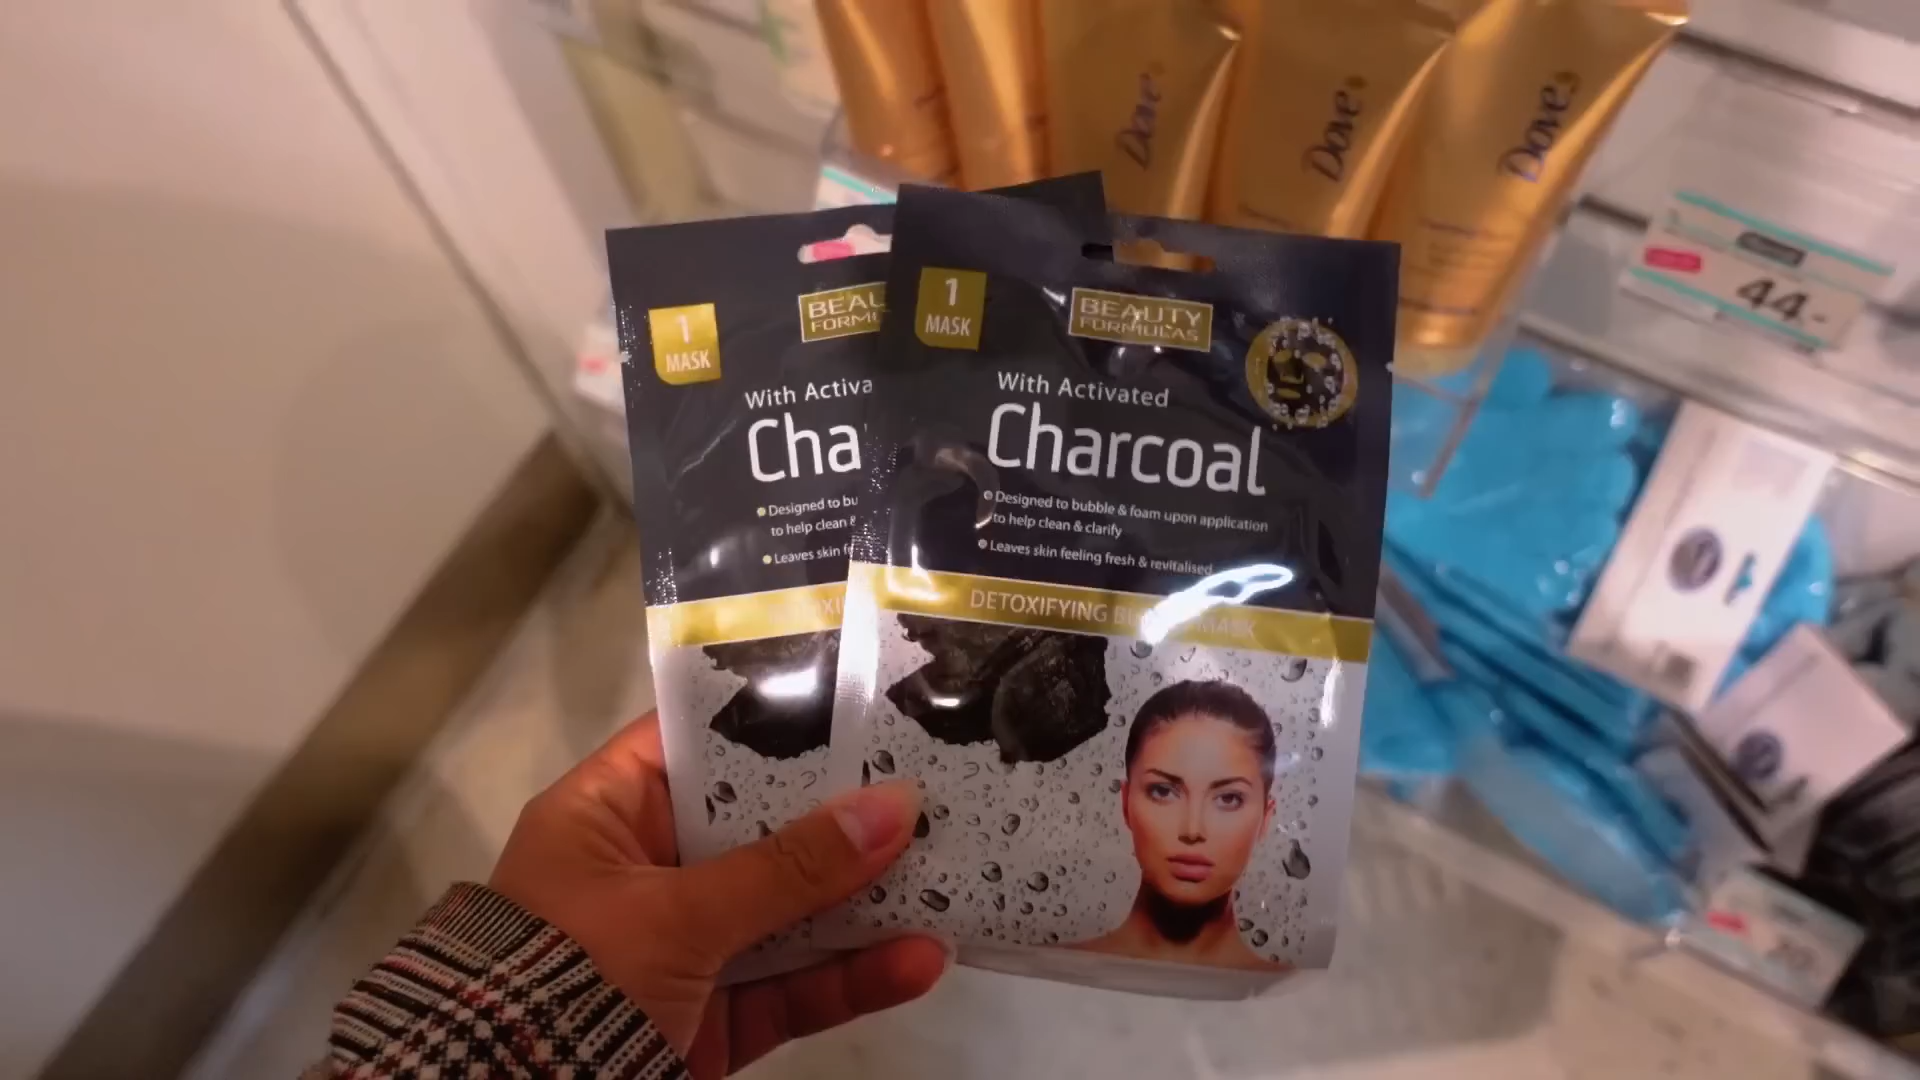 Dove
Dove
Dove
44.-
1
MASK
BEAU
FORMU
With Activa
Cha
Designed to bu
to help clean &
Leaves skin f
1
MASK
BEAUTY
FORMULAS
With Activated
Charcoal
Designed to bubble & foam upon application
to help clean & clarify
Leaves skin feeling fresh & revitalised
DETOXIFYING MASK